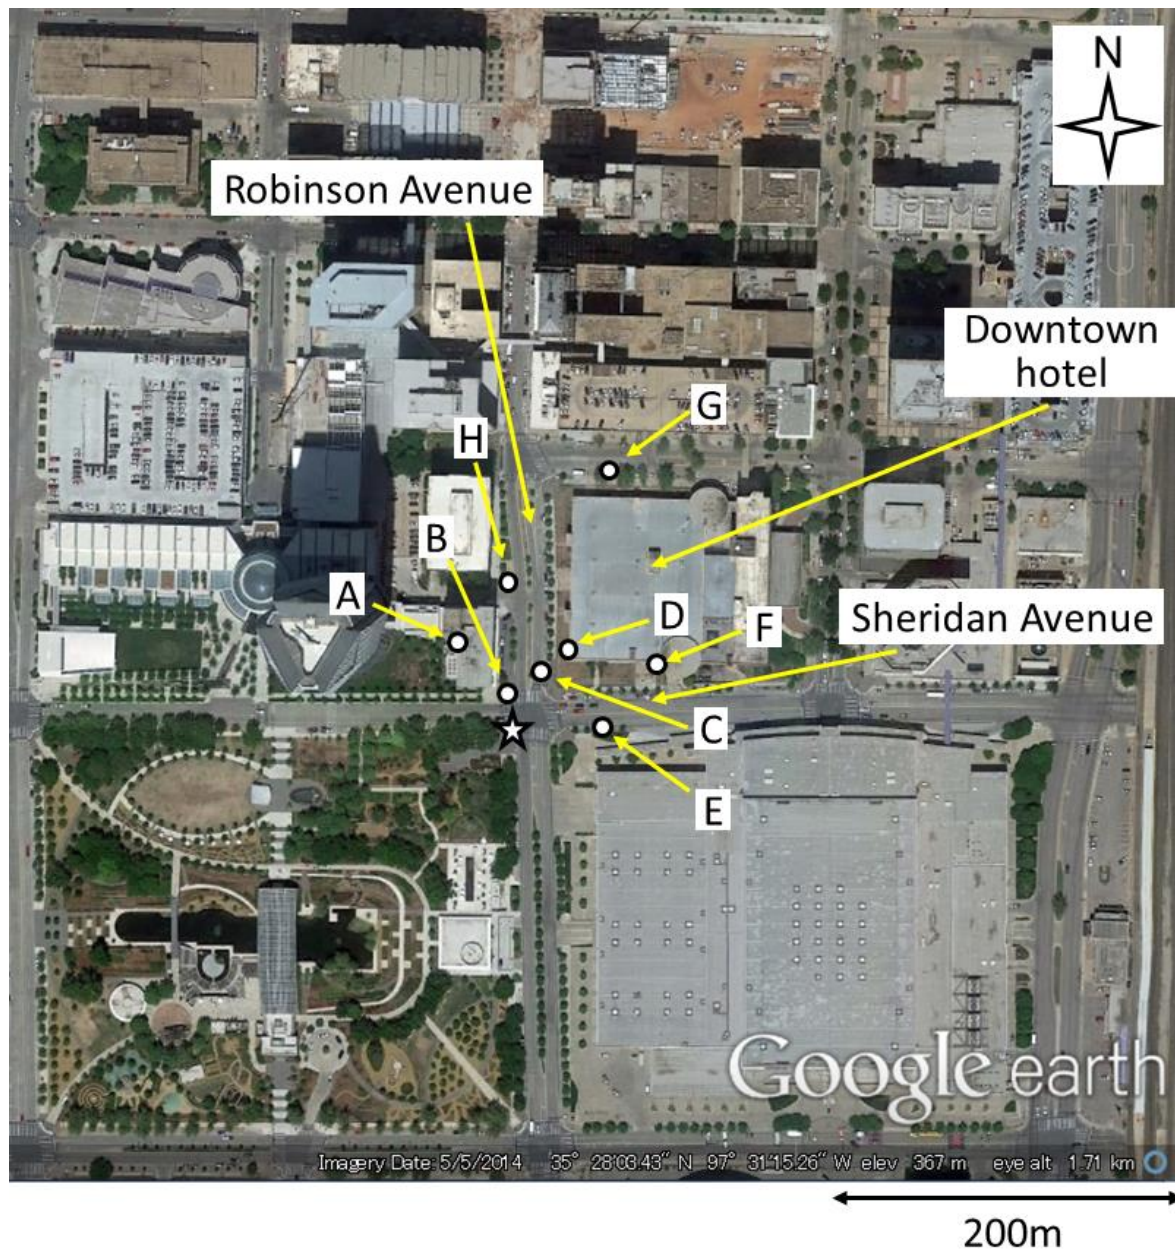 N
Robinson Avenue
Downtown
hotel
G
H
B
A
Sheridan Avenue
D
F
C
E
Google earth
Imagery Date: 5/5/2014 35° 28'03.43" N 97° 31'15.26" W elev 367 m eye alt 1.71 km
200m